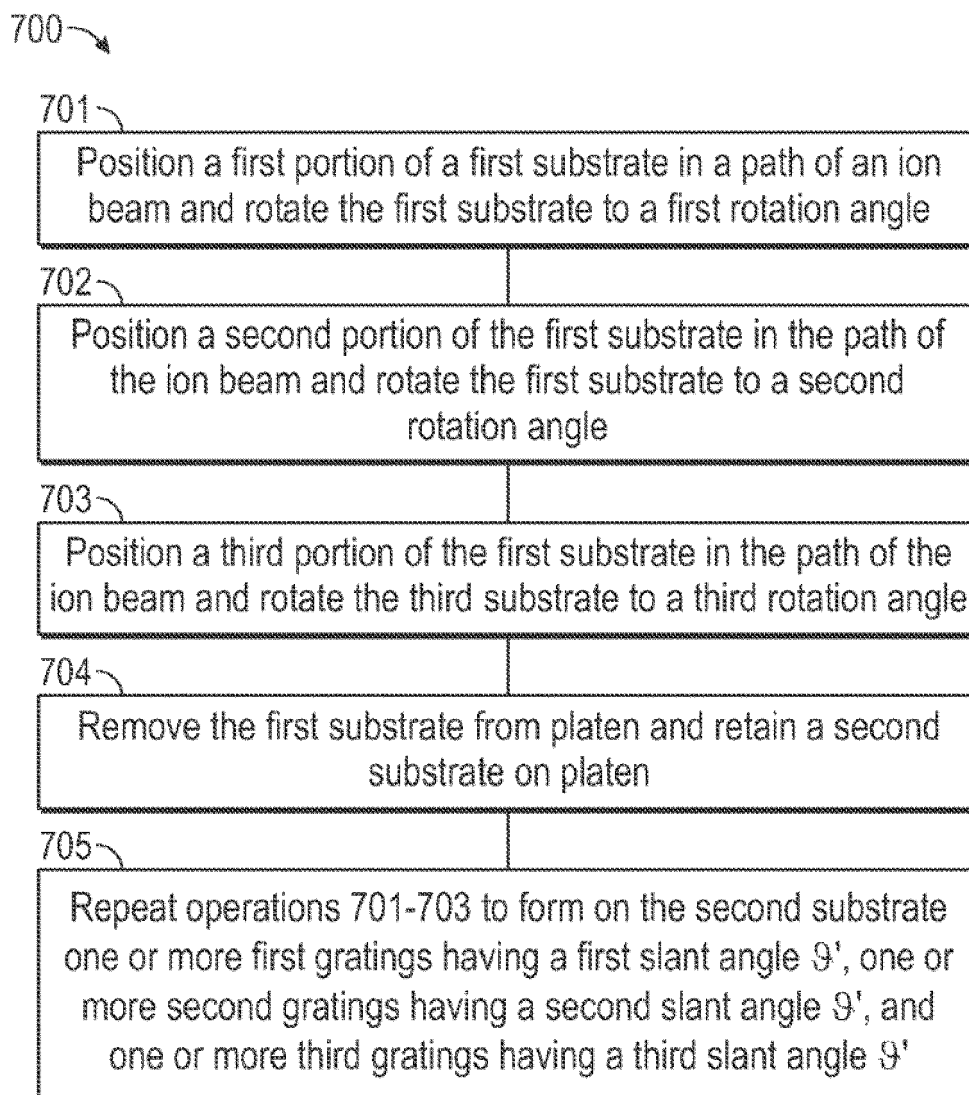 700
701
Position a first portion of a first substrate in a path of an ion
beam and rotate the first substrate to a first rotation angle
702
Position a second portion of the first substrate in the path of
the ion beam and rotate the first substrate to a second
rotation angle
703
Position a third portion of the first substrate in the path of the
ion beam and rotate the third substrate to a third rotation angle
704
Remove the first substrate from platen and retain a second
substrate on platen
705
Repeat operations 701-703 to form on the second substrate
one or more first gratings having a first slant angle ϑ', one or
more second gratings having a second slant angle ϑ', and
one or more third gratings having a third slant angle ϑ'